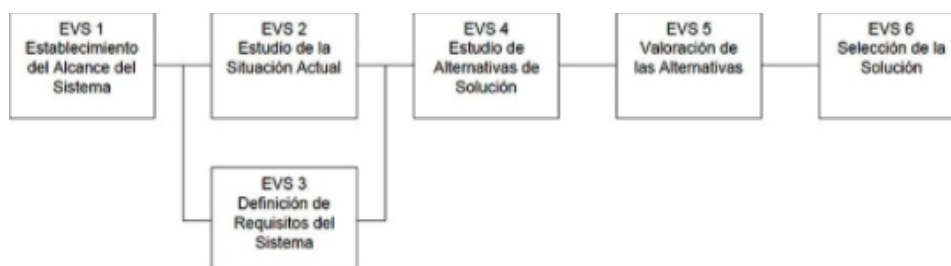 EVS 1
Establecimiento
del Alcance del
Sistema
EVS 2
Estudio de la
Situación Actual
EVS 4
Estudio de
Alternativas de
Solución
EVS 5
Valoración de
las Alternativas
EVS 6
Selección de la
Solución
EVS 3
Definición de
Requisitos del
Sistema